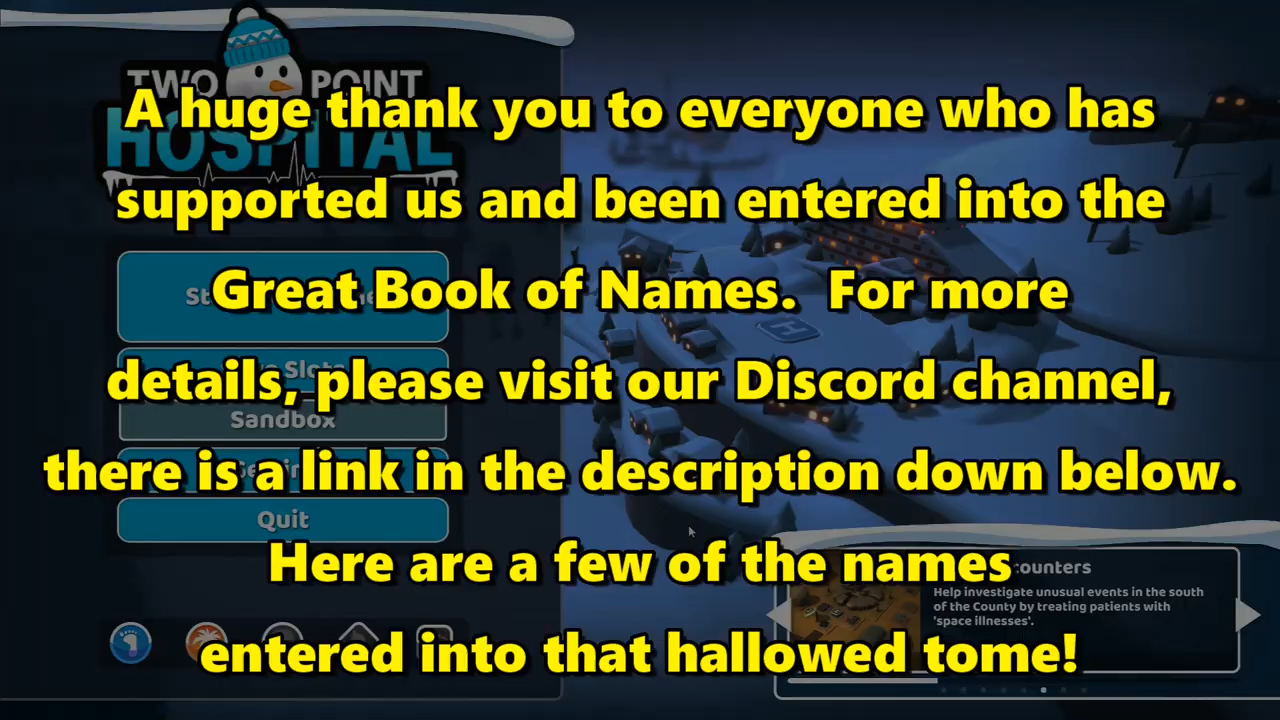 TWO POINT
HOSPITAL
A huge thank you to everyone who has
supported us and been entered into the
Great Book of Names.  For more
details, please visit our Discord channel,
there is a link in the description down below.
Here are a few of the names
entered into that hallowed tome!
Sandbox
Quit
Help investigate unusual events in the south
of the County by treating patients with
'space illnesses'.